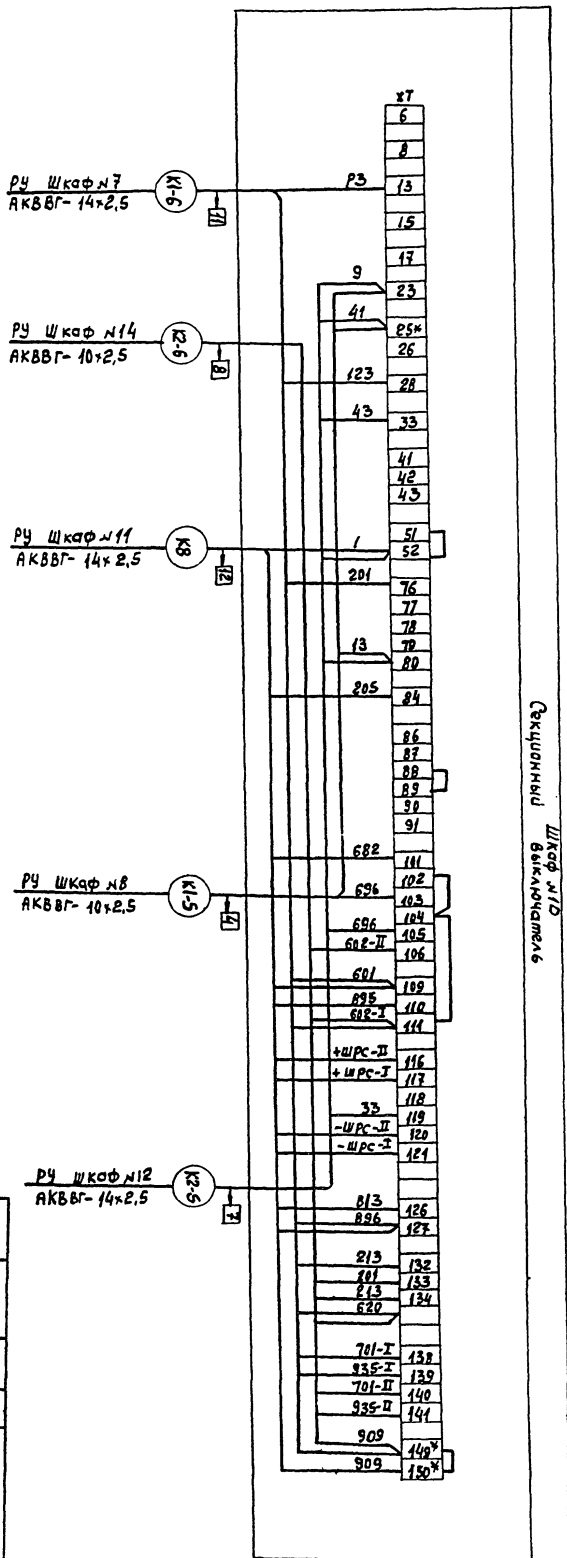 Шкаф №10
Секционный выключатель
РУ Шкаф №7
АКВВГ- 14×2,5
К1-6
11
РУ Шкаф №14
АКВВГ- 10×2,5
К2-6
8
РУ Шкаф №11
АКВВГ- 14×2,5
К8
12
РУ Шкаф №8
АКВВГ- 10×2,5
К1-5
4
РУ Шкаф №12
АКВВГ- 14×2,5
К2-5
7
ХТ
6
8
Р3 13
15
17
9 23
41 25*
26
123 28
43 33
41
42
43
51
1 52
201 76
77
78
79
13 80
205 84
86
87
88
89
90
91
682 101
102
696 103
104
696 105
602-II 106
601 109
895 110
602-I 111
+ШРС-II 116
+ШРС-I 117
118
33 119
-ШРС-II 120
-ШРС-I 121
813 126
896 127
213 132
201 133
213 134
620
701-I 138
935-I 139
701-II 140
935-II 141
909 149*
909 150*